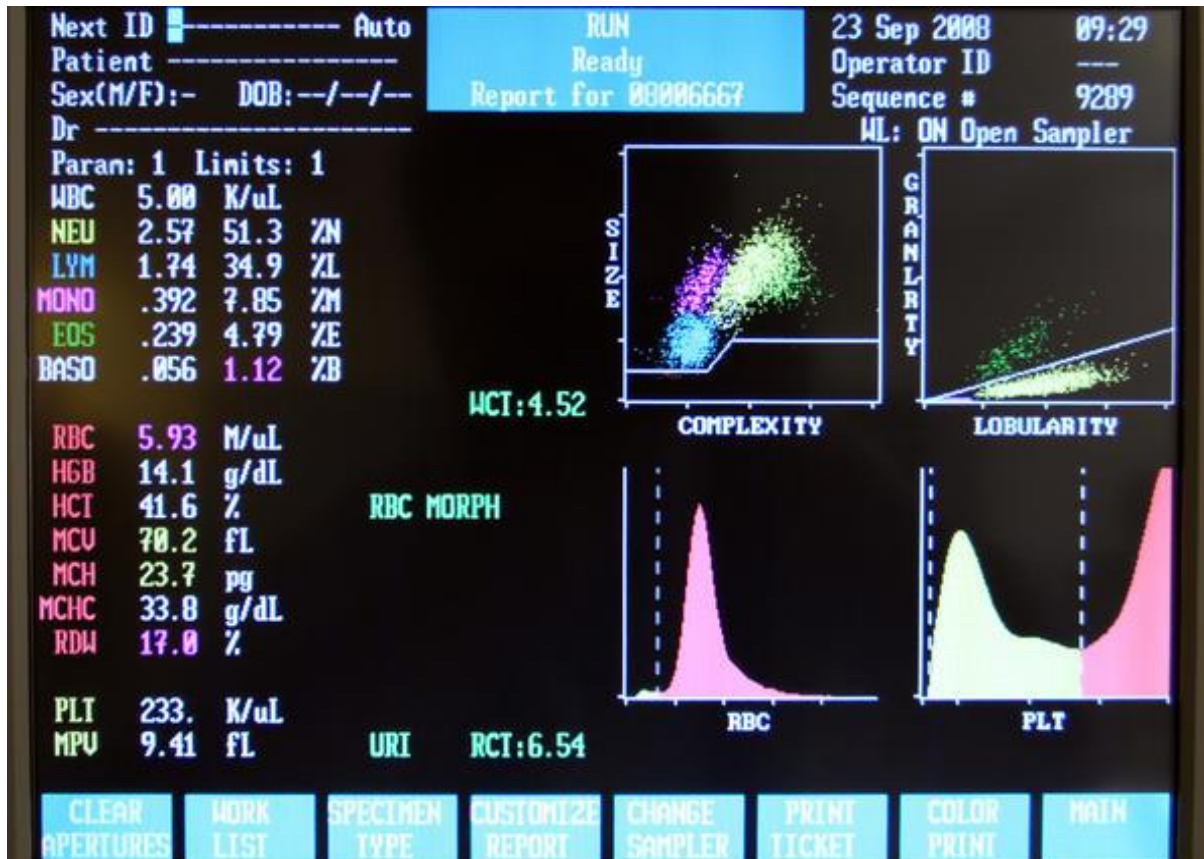 Next ID ------------ Auto
Patient -----------------
Sex(M/F):- DOB:--/--/--
Dr -----------------------
RUN
Ready
Report for 08006667
23 Sep 2008 09:29
Operator ID ---
Sequence # 9289
WL: ON Open Sampler
Param: 1 Limits: 1
WBC 5.00 K/uL
NEU 2.57 51.3 %N
LYM 1.74 34.9 %L
MONO .392 7.85 %M
EOS .239 4.79 %E
BASO .056 1.12 %B
WCT:4.52
RBC 5.93 M/uL
HGB 14.1 g/dL
HCT 41.6 %
RBC MORPH
MCV 70.2 fL
MCH 23.7 pg
MCHC 33.8 g/dL
RDW 17.0 %
PLT 233. K/uL
MPV 9.41 fL
URI RCT:6.54
SIZE
COMPLEXITY
GRANLRTY
LOBULARITY
RBC
PLT
CLEAR APERTURES
WORK LIST
SPECIMEN TYPE
CUSTOMIZE REPORT
CHANGE SAMPLER
PRINT TICKET
COLOR PRINT
MAIN